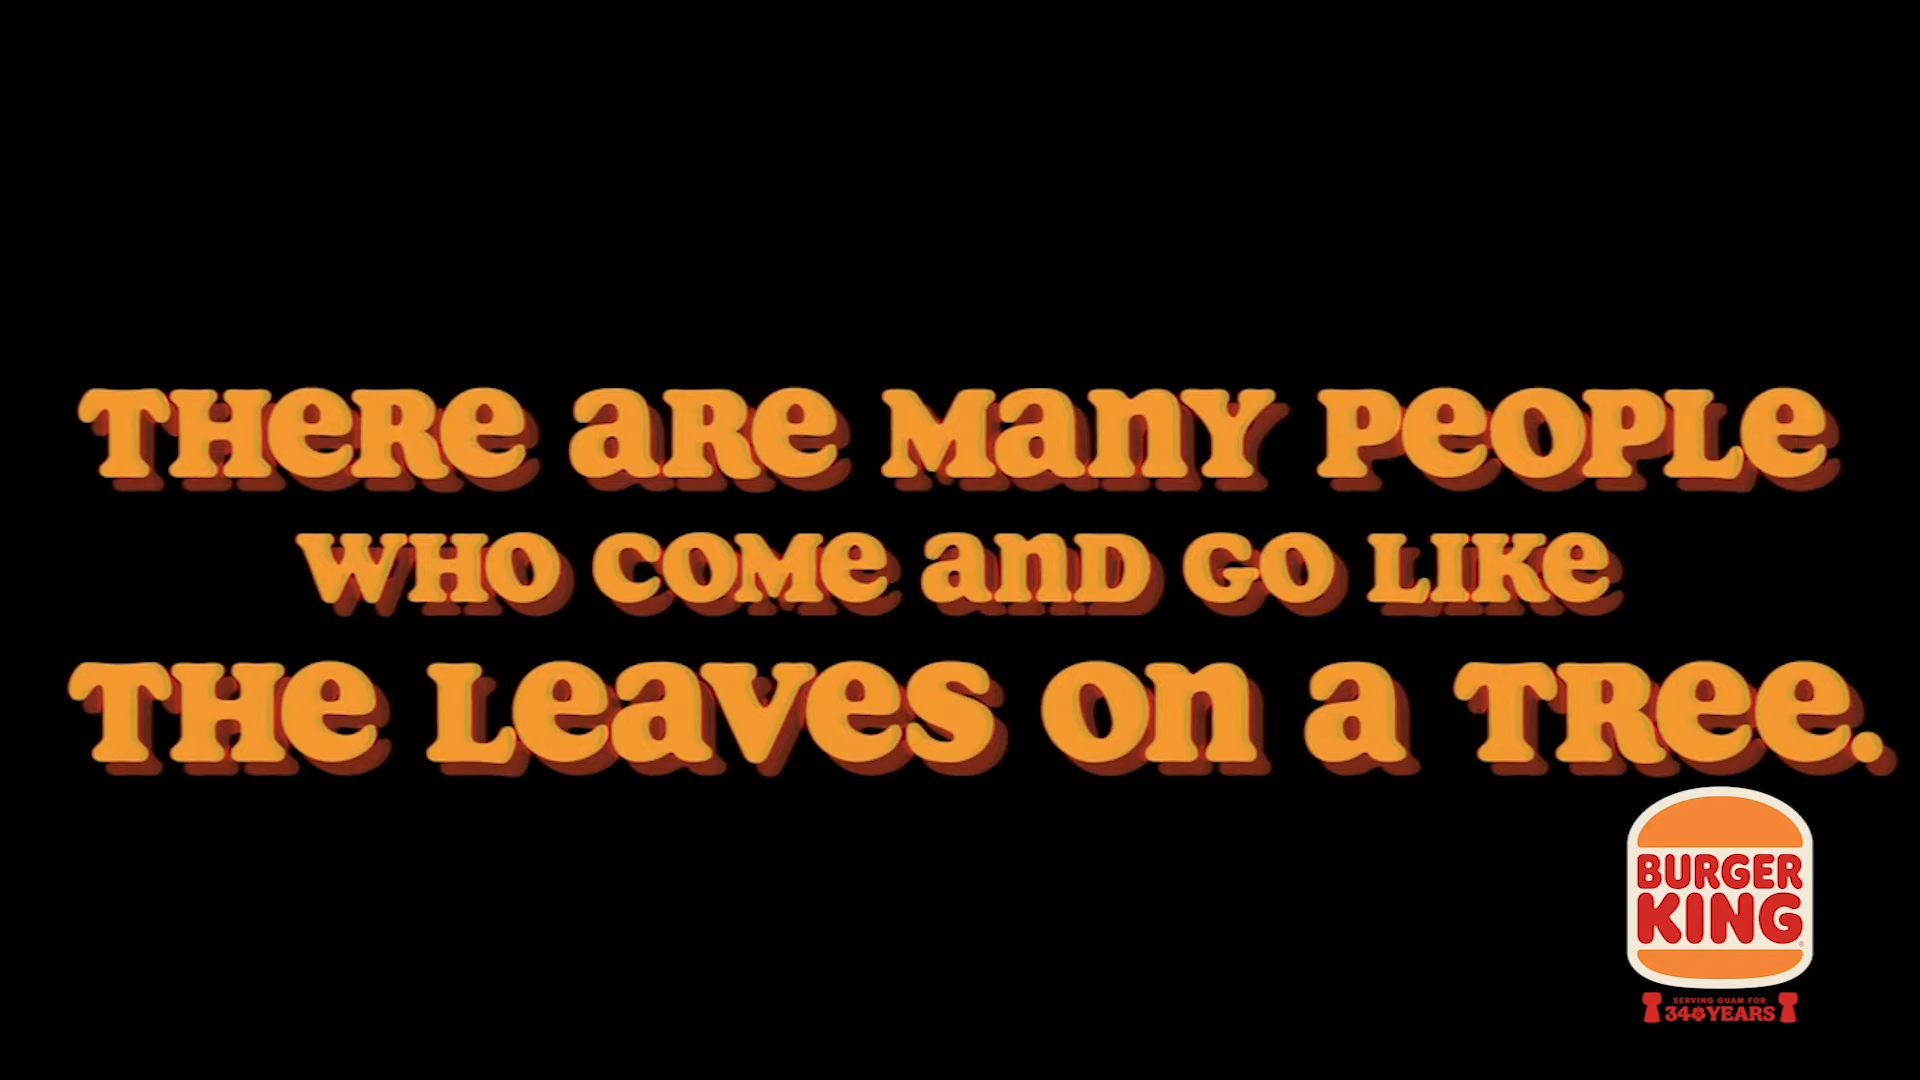 THERE ARE MANY PEOPLE
WHO COME AND GO LIKE
THE LEAVES ON A TREE.
BURGER
KING
SERVING GUAM FOR
34 YEARS